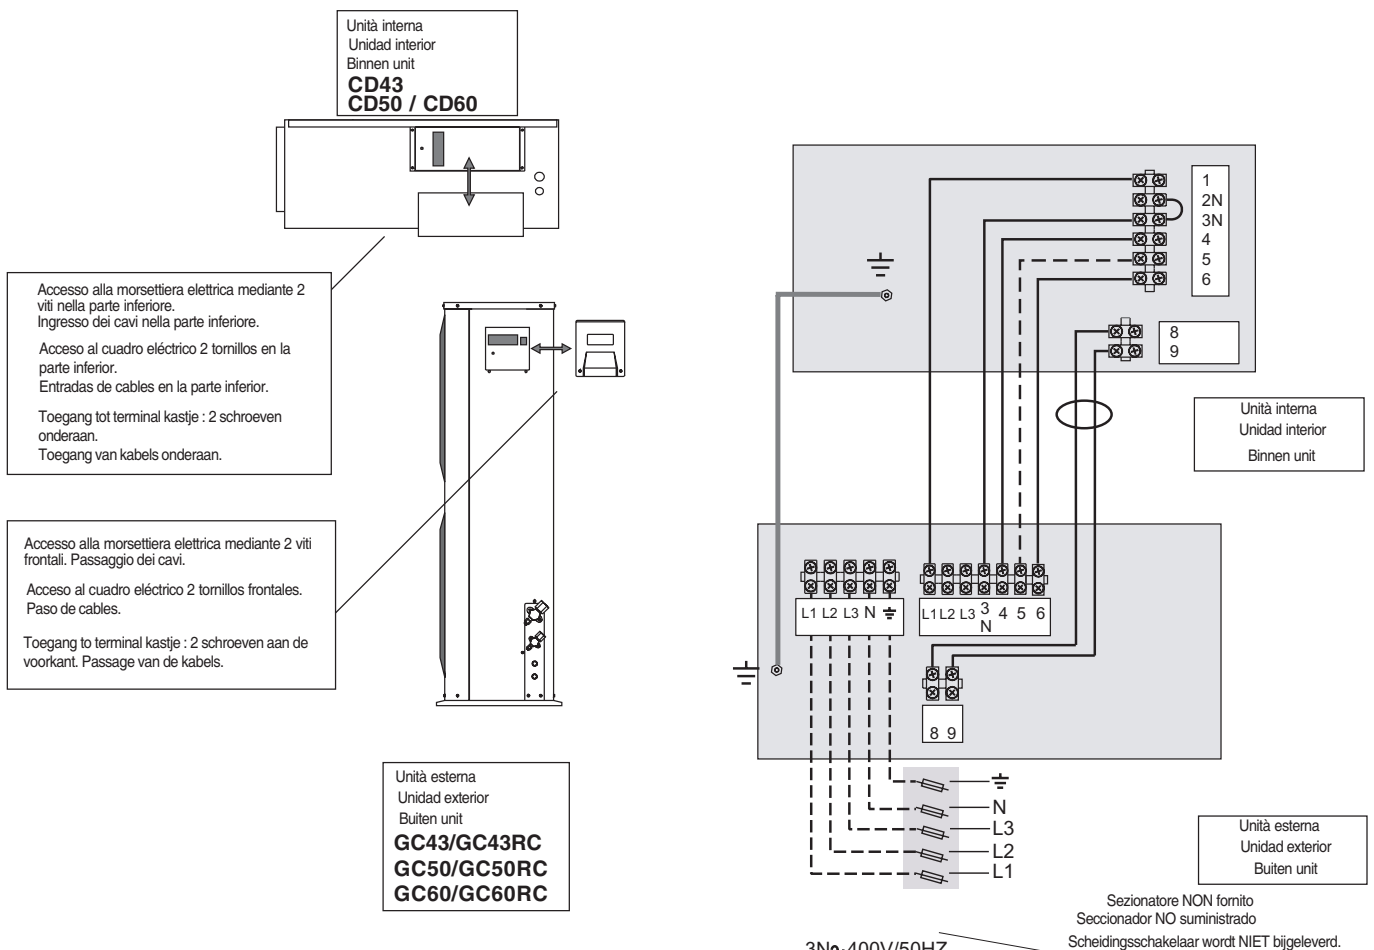 Unità interna
Unidad interior
Binnen unit
CD43
CD50 / CD60
Accesso alla morsettiera elettrica mediante 2
viti nella parte inferiore.
Ingresso dei cavi nella parte inferiore.
Acceso al cuadro eléctrico 2 tornillos en la
parte inferior.
Entradas de cables en la parte inferior.
Toegang tot terminal kastje : 2 schroeven
onderaan.
Toegang van kabels onderaan.
Accesso alla morsettiera elettrica mediante 2 viti
frontali. Passaggio dei cavi.
Acceso al cuadro eléctrico 2 tornillos frontales.
Paso de cables.
Toegang to terminal kastje : 2 schroeven aan de
voorkant. Passage van de kabels.
Unità esterna
Unidad exterior
Buiten unit
GC43/GC43RC
GC50/GC50RC
GC60/GC60RC
1
2N
3N
4
5
6
8
9
Unità interna
Unidad interior
Binnen unit
L1 L2 L3 N
L1 L2 L3 3 4 5 6
N
8 9
N
L3
L2
L1
Unità esterna
Unidad exterior
Buiten unit
Sezionatore NON fornito
Seccionador NO suministrado
Scheidingsschakelaar wordt NIET bijgeleverd.
3N~400V/50HZ